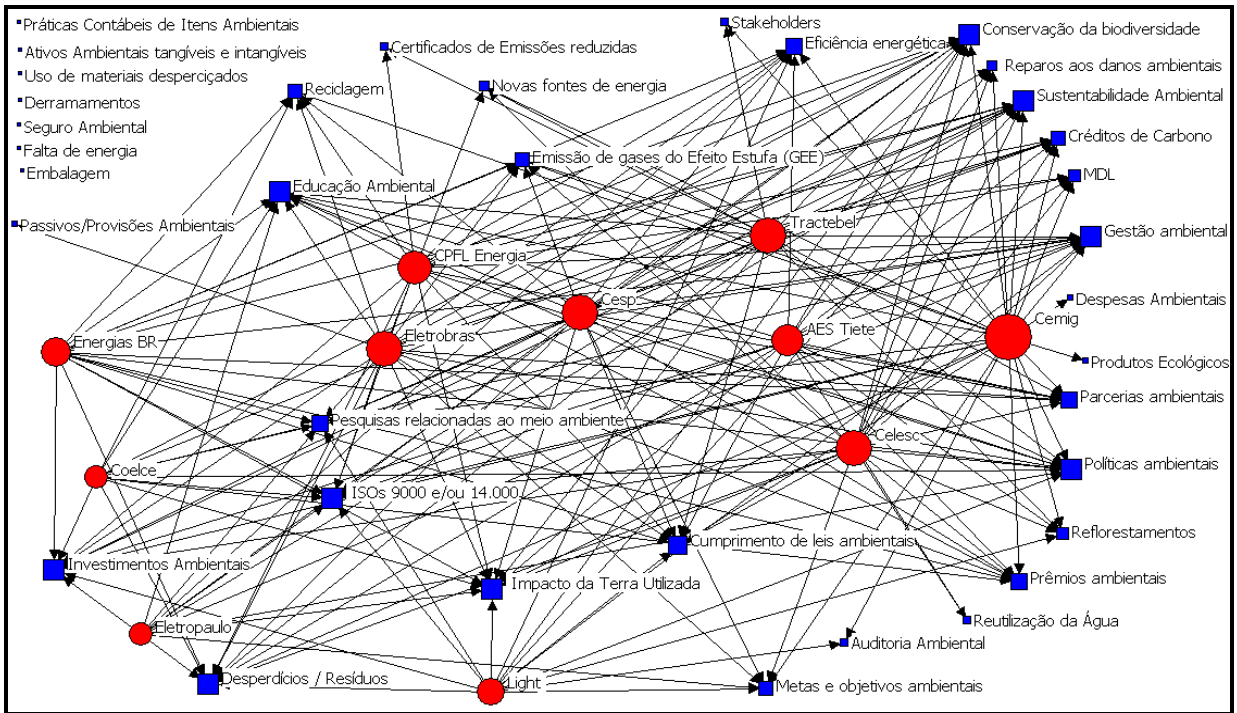 Práticas Contábeis de Itens Ambientais
Ativos Ambientais tangíveis e intangíveis
Uso de materiais desperçiçados
Derramamentos
Seguro Ambiental
Falta de energia
Embalagem
Stakeholders
Conservação da biodiversidade
Certificados de Emissões reduzidas
Eficiência energética
Reparos aos danos ambientais
Reciclagem
Novas fontes de energia
Sustentabilidade Ambiental
Créditos de Carbono
Emissão de gases do Efeito Estufa (GEE)
MDL
Educação Ambiental
Passivos/Provisões Ambientais
Tractebel
Gestão ambiental
CPFL Energia
Cesp
Despesas Ambientais
Energias BR
Eletrobras
AES Tiete
Cemig
Produtos Ecológicos
Parcerias ambientais
Pesquisas relacionadas ao meio ambiente
Celesc
Coelce
Políticas ambientais
ISOs 9000 e/ou 14.000
Cumprimento de leis ambientais
Reflorestamentos
Investimentos Ambientais
Impacto da Terra Utilizada
Prêmios ambientais
Eletropaulo
Reutilização da Água
Auditoria Ambiental
Desperdícios / Resíduos
Light
Metas e objetivos ambientais